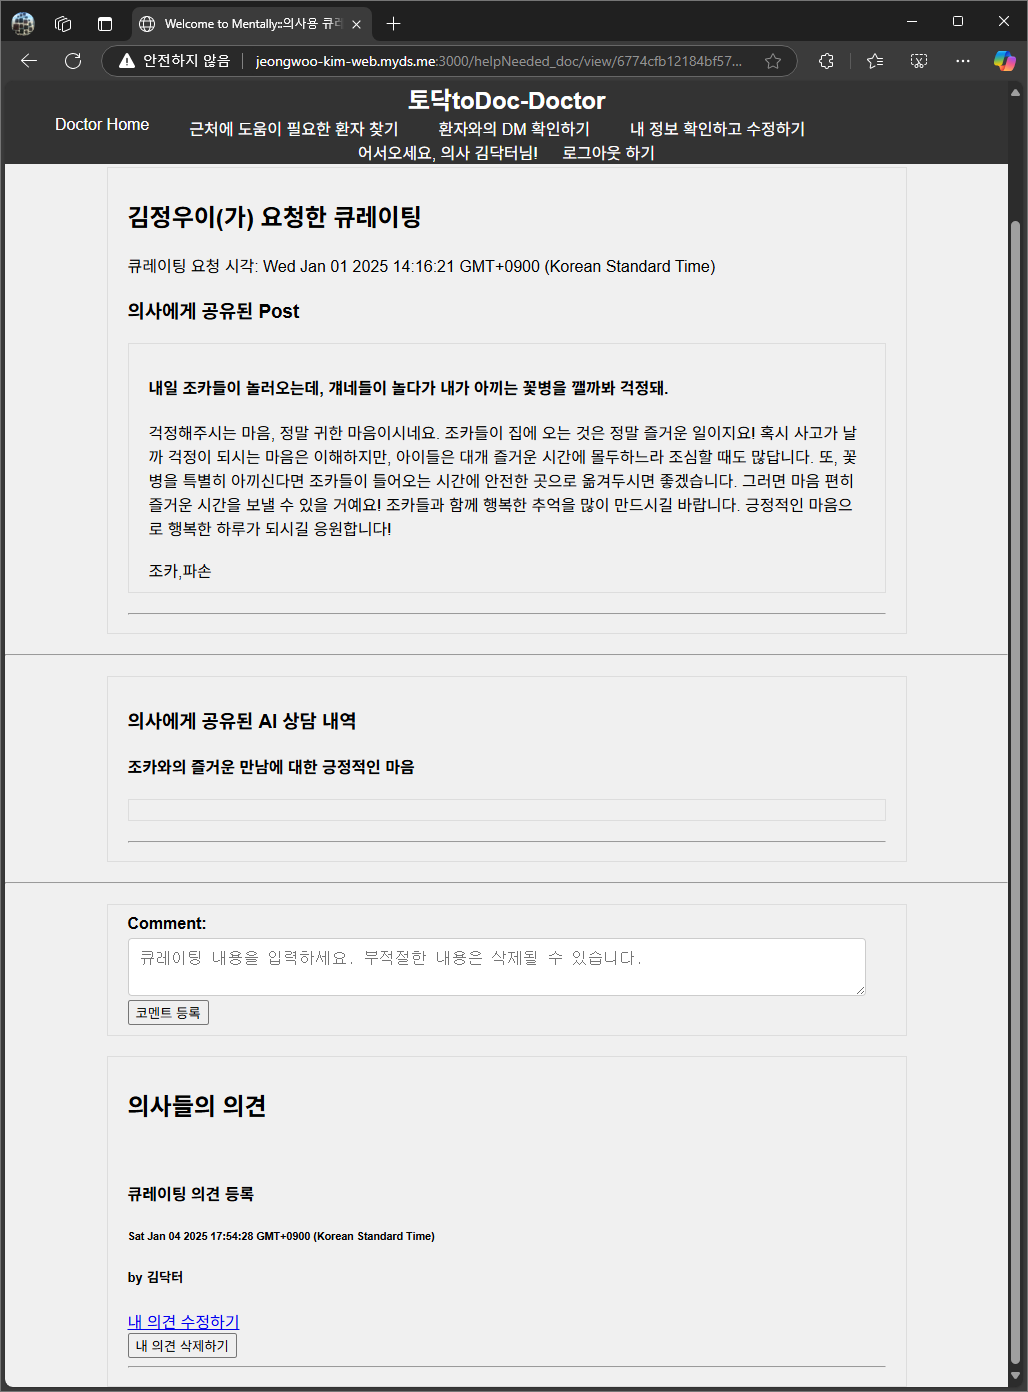 Welcome to Mentally::의사용 큐레
안전하지 않음
jeongwoo-kim-web.myds.me:3000/helpNeeded_doc/view/6774cfb12184bf57...
토닥toDoc-Doctor
Doctor Home 근처에 도움이 필요한 환자 찾기 환자와의 DM 확인하기 내 정보 확인하고 수정하기
어서오세요, 의사 김닥터님! 로그아웃 하기
김정우이(가) 요청한 큐레이팅
큐레이팅 요청 시각: Wed Jan 01 2025 14:16:21 GMT+0900 (Korean Standard Time)
의사에게 공유된 Post
내일 조카들이 놀러오는데, 걔네들이 놀다가 내가 아끼는 꽃병을 깰까봐 걱정돼.
걱정해주시는 마음, 정말 귀한 마음이시네요. 조카들이 집에 오는 것은 정말 즐거운 일이지요! 혹시 사고가 날
까 걱정이 되시는 마음은 이해하지만, 아이들은 대개 즐거운 시간에 몰두하느라 조심할 때도 많답니다. 또, 꽃
병을 특별히 아끼신다면 조카들이 들어오는 시간에 안전한 곳으로 옮겨두시면 좋겠습니다. 그러면 마음 편히
즐거운 시간을 보낼 수 있을 거예요! 조카들과 함께 행복한 추억을 많이 만드시길 바랍니다. 긍정적인 마음으
로 행복한 하루가 되시길 응원합니다!
조카,파손
의사에게 공유된 AI 상담 내역
조카와의 즐거운 만남에 대한 긍정적인 마음
Comment:
큐레이팅 내용을 입력하세요. 부적절한 내용은 삭제될 수 있습니다.
코멘트 등록
의사들의 의견
큐레이팅 의견 등록
Sat Jan 04 2025 17:54:28 GMT+0900 (Korean Standard Time)
by 김닥터
내 의견 수정하기
내 의견 삭제하기